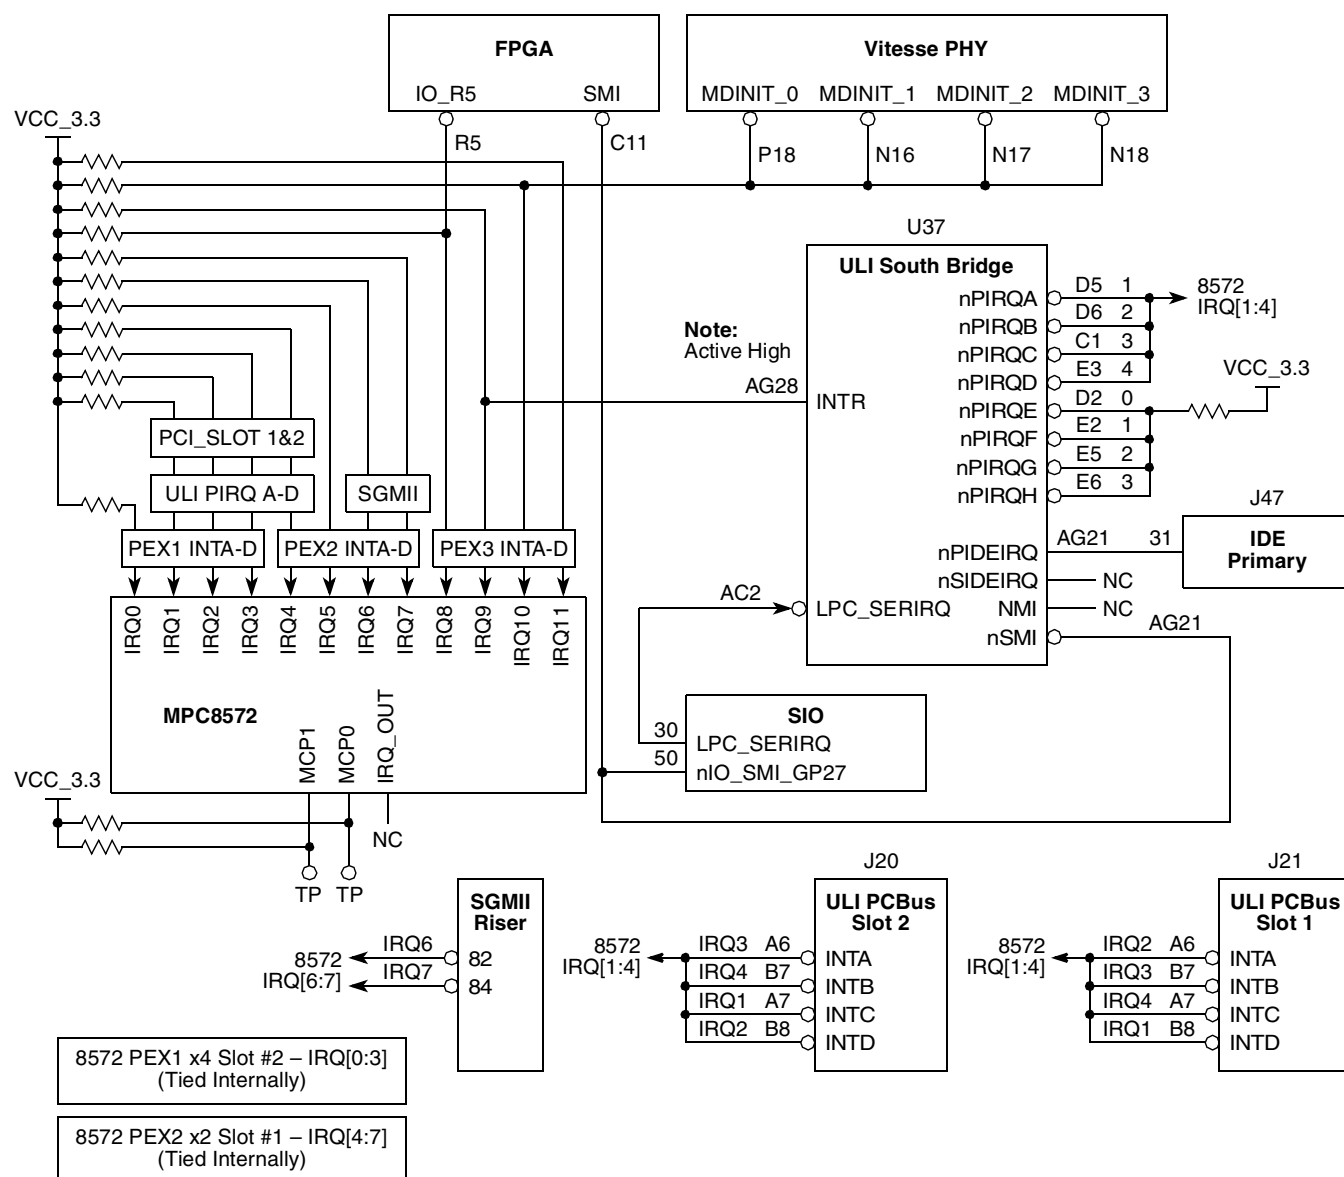 FPGA
IO_R5 SMI
R5
C11
Vitesse PHY
MDINIT_0 MDINIT_1 MDINIT_2 MDINIT_3
P18
N16
N17
N18
VCC_3.3
U37
ULI South Bridge
Note:
Active High
AG28
INTR
nPIRQA
nPIRQB
nPIRQC
nPIRQD
nPIRQE
nPIRQF
nPIRQG
nPIRQH
D5 1
D6 2
C1 3
E3 4
D2 0
E2 1
E5 2
E6 3
8572
IRQ[1:4]
VCC_3.3
nPIDEIRQ
nSIDEIRQ
NMI
nSMI
AG21 31
NC
NC
AG21
J47
IDE
Primary
AC2
LPC_SERIRQ
PCI_SLOT 1&2
ULI PIRQ A-D
SGMII
PEX1 INTA-D
PEX2 INTA-D
PEX3 INTA-D
IRQ0
IRQ1
IRQ2
IRQ3
IRQ4
IRQ5
IRQ6
IRQ7
IRQ8
IRQ9
IRQ10
IRQ11
MPC8572
MCP1
MCP0
IRQ_OUT
NC
VCC_3.3
TP TP
SIO
30
LPC_SERIRQ
50
nIO_SMI_GP27
SGMII
Riser
IRQ6
82
IRQ7
84
8572
IRQ[6:7]
J20
ULI PCBus
Slot 2
8572
IRQ[1:4]
IRQ3 A6 INTA
IRQ4 B7 INTB
IRQ1 A7 INTC
IRQ2 B8 INTD
J21
ULI PCBus
Slot 1
8572
IRQ[1:4]
IRQ2 A6 INTA
IRQ3 B7 INTB
IRQ4 A7 INTC
IRQ1 B8 INTD
8572 PEX1 x4 Slot #2 – IRQ[0:3]
(Tied Internally)
8572 PEX2 x2 Slot #1 – IRQ[4:7]
(Tied Internally)